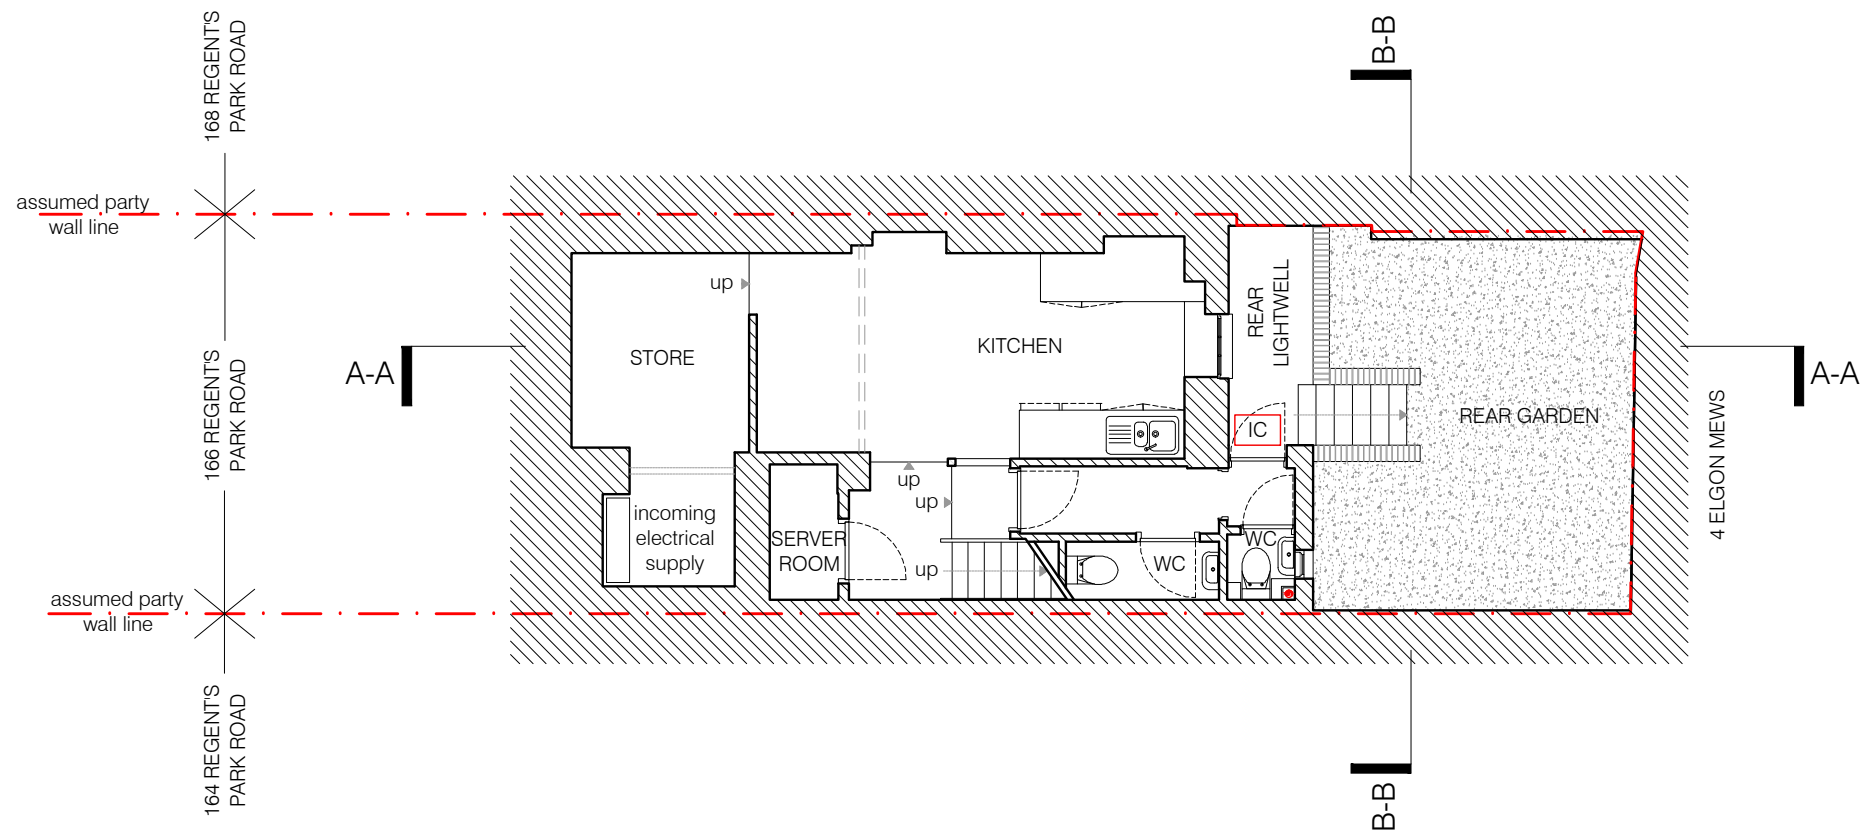 168 REGENT'S
PARK ROAD
B-B
assumed party
wall line
up
REAR
LIGHTWELL
STORE
KITCHEN
A-A
166 REGENT'S
PARK ROAD
A-A
IC
REAR GARDEN
4 ELGON MEWS
up
up
incoming
electrical
supply
SERVER
ROOM
up
WC
WC
assumed party
wall line
164 REGENT'S
PARK ROAD
B-B